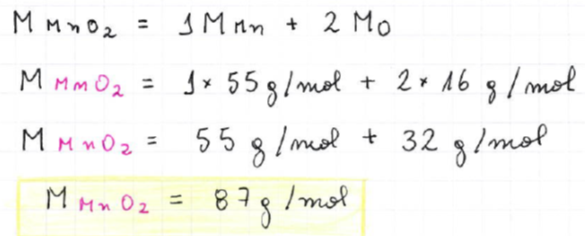 M MnO2 = 1 M Mn + 2 MO
M MnO2 = 1 × 55 g/mol + 2 × 16 g/mol
M MnO2 = 55 g/mol + 32 g/mol
M MnO2 = 87 g/mol